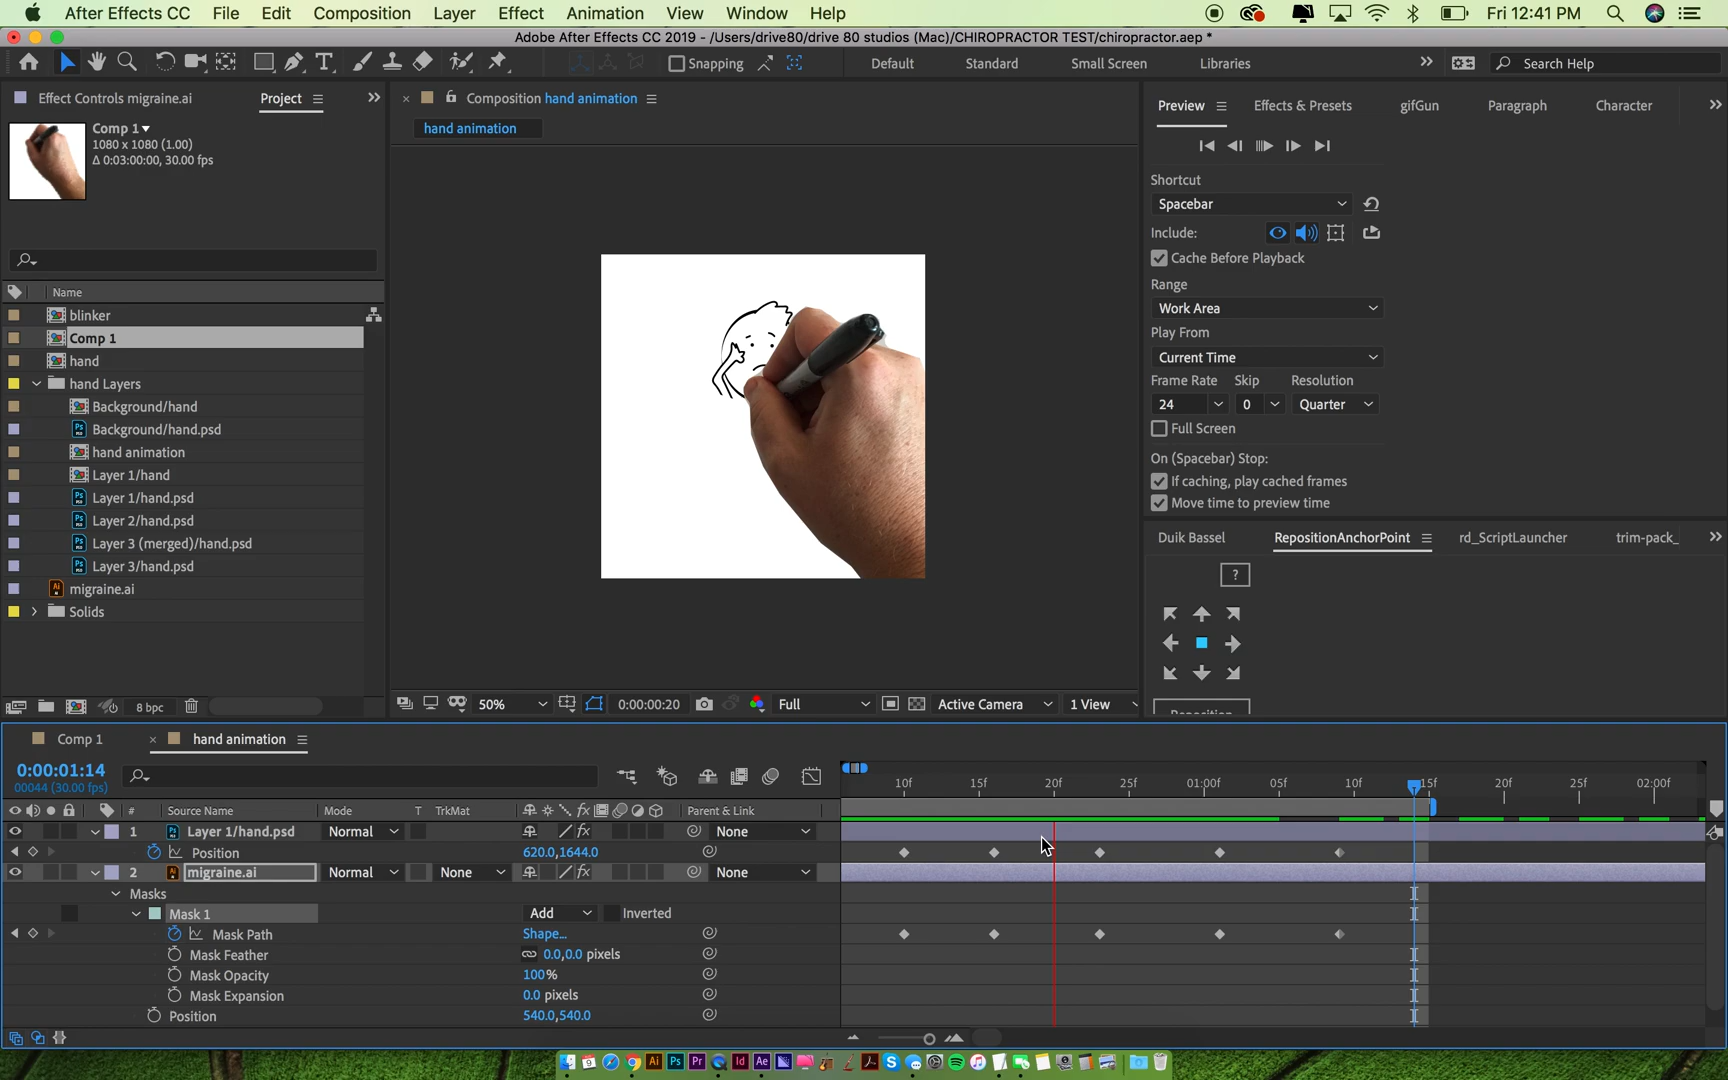 After Effects CC File Edit Composition Layer Effect Animation View Window Help Fri 12:41 PM
Adobe After Effects CC 2019 - /Users/drive80/drive 80 studios (Mac)/CHIROPRACTOR TEST/chiropractor.aep *
Snapping Default Standard Small Screen Libraries Search Help
Effect Controls migraine.ai Project
Composition hand animation
Preview Effects & Presets gifGun Paragraph Character
Comp 1
1080 x 1080 (1.00)
Δ 0:03:00:00, 30.00 fps
hand animation
Shortcut
Spacebar
Include:
Cache Before Playback
Range
Work Area
Play From
Current Time
Frame Rate Skip Resolution
24 0 Quarter
Full Screen
On (Spacebar) Stop:
If caching, play cached frames
Move time to preview time
Name
blinker
Comp 1
hand
hand Layers
Background/hand
Background/hand.psd
hand animation
Layer 1/hand
Layer 1/hand.psd
Layer 2/hand.psd
Layer 3 (merged)/hand.psd
Layer 3/hand.psd
migraine.ai
Solids
Duik Bassel RepositionAnchorPoint rd_ScriptLauncher trim-pack_
?
8 bpc
50% 0:00:00:20 Full Active Camera 1 View
Comp 1 hand animation
0:00:01:14
00044 (30.00 fps)
10f 15f 20f 25f 01:00f 05f 10f 15f 20f 25f 02:00f
# Source Name Mode T TrkMat Parent & Link
1 Layer 1/hand.psd Normal None
Position 620.0,1644.0
2 migraine.ai Normal None None
Masks
Mask 1 Add Inverted
Mask Path Shape...
Mask Feather 0.0,0.0 pixels
Mask Opacity 100%
Mask Expansion 0.0 pixels
Position 540.0,540.0